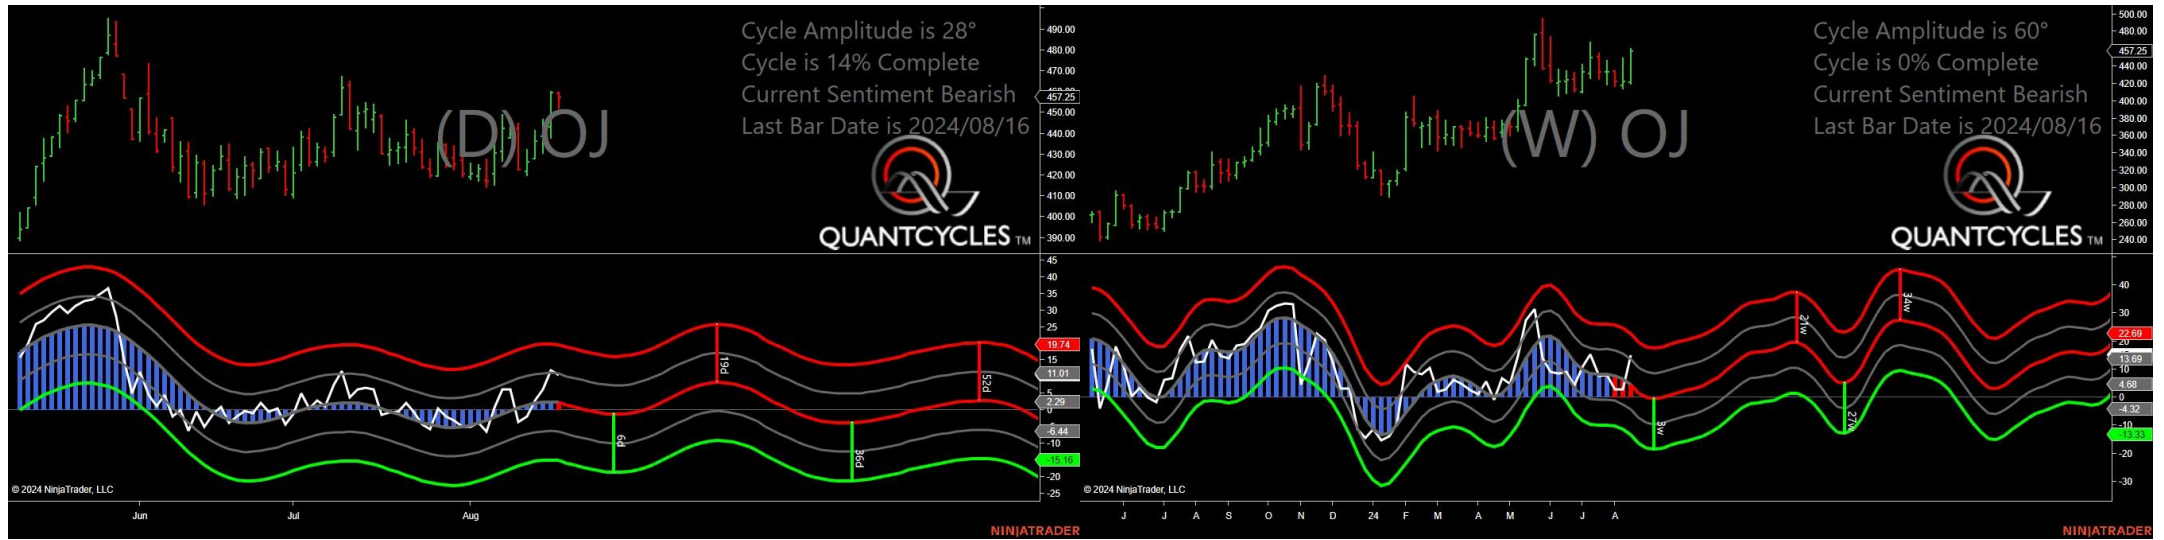 Cycle Amplitude is 28°
Cycle is 14% Complete
Current Sentiment Bearish
Last Bar Date is 2024/08/16
(D) OJ
QUANTCYCLES TM
490.00
480.00
470.00
457.25
450.00
440.00
430.00
420.00
410.00
400.00
390.00
45
40
35
30
25
19.74
15
11.01
5
2.29
0
-6.44
-10
-15.16
-20
-25
19d
52d
6d
36d
© 2024 NinjaTrader, LLC
Jun
Jul
Aug
NINJATRADER
Cycle Amplitude is 60°
Cycle is 0% Complete
Current Sentiment Bearish
Last Bar Date is 2024/08/16
(W) OJ
QUANTCYCLES TM
500.00
480.00
457.25
440.00
420.00
400.00
380.00
360.00
340.00
320.00
300.00
280.00
260.00
240.00
40
30
22.69
20
13.69
10
4.68
0
-4.32
-10
-13.33
-20
-30
21w
34w
3w
27w
© 2024 NinjaTrader, LLC
J
J
A
S
O
N
D
24
F
M
A
M
J
J
A
NINJATRADER